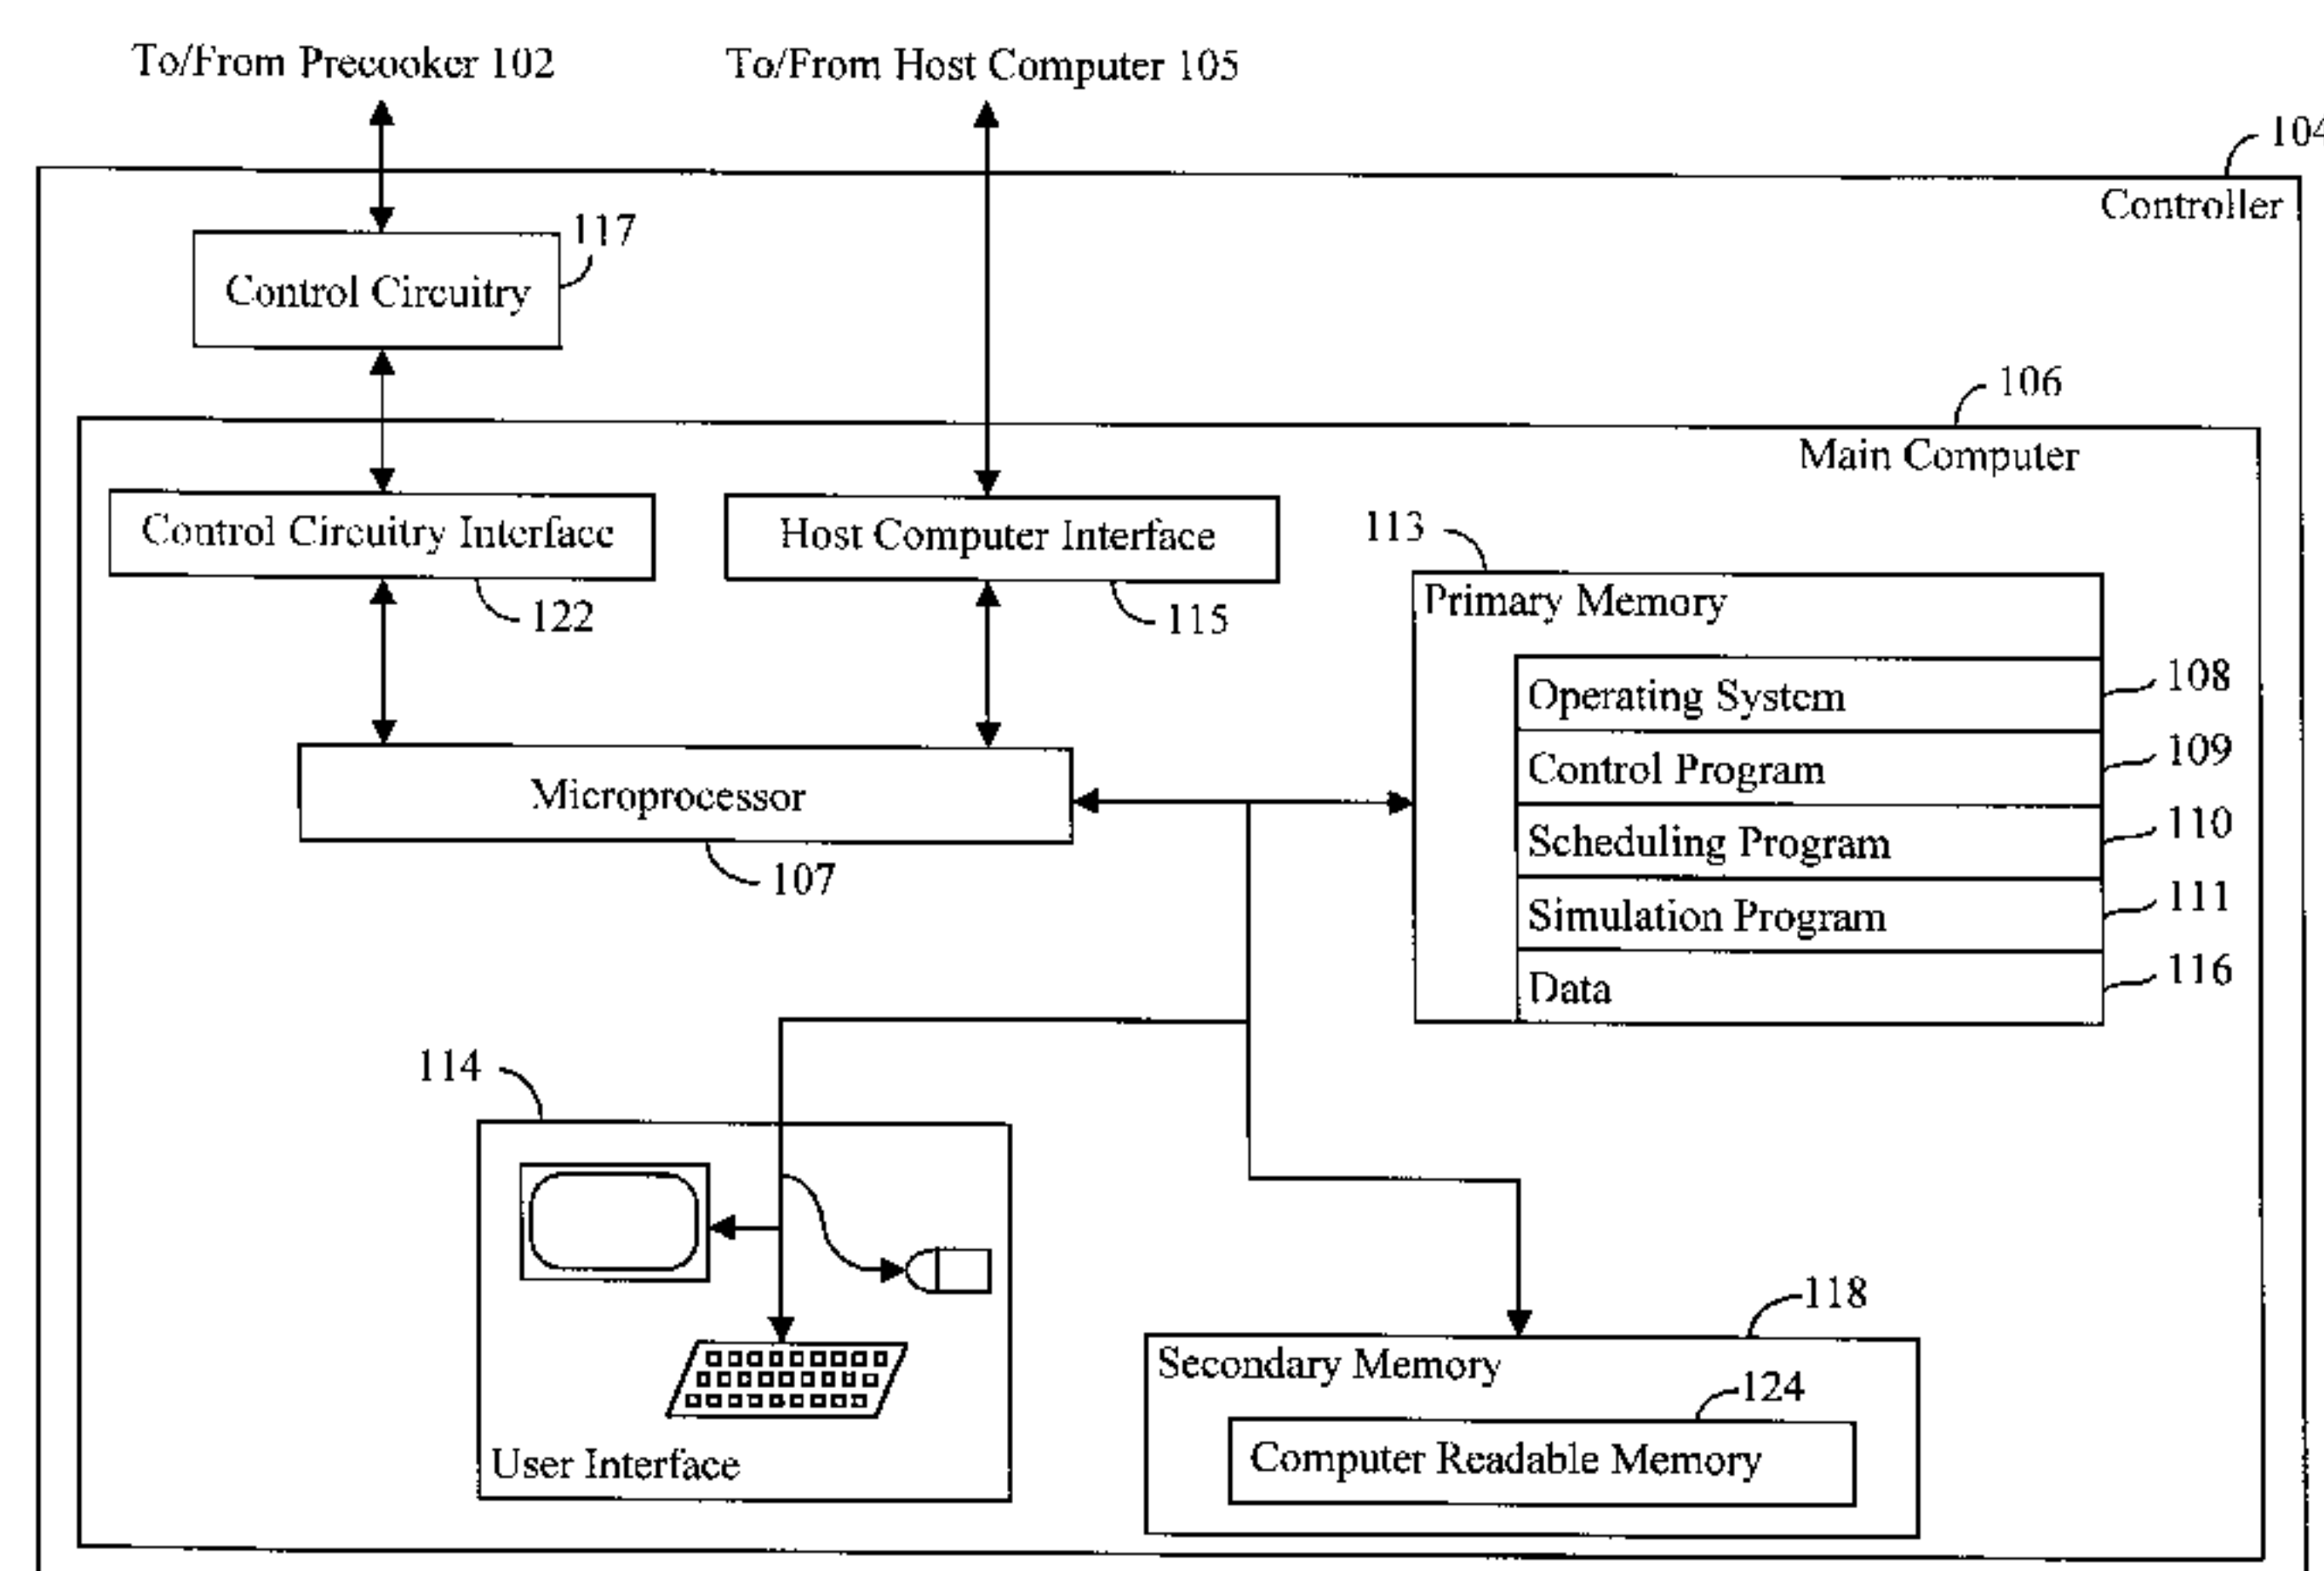 To/From Precooker 102
To/From Host Computer 105
104
Controller
117
Control Circuitry
106
Main Computer
Control Circuitry Interface
Host Computer Interface
122
115
113
Primary Memory
Operating System
108
Control Program
109
Scheduling Program
110
Simulation Program
111
Data
116
Microprocessor
107
114
User Interface
118
Secondary Memory
124
Computer Readable Memory